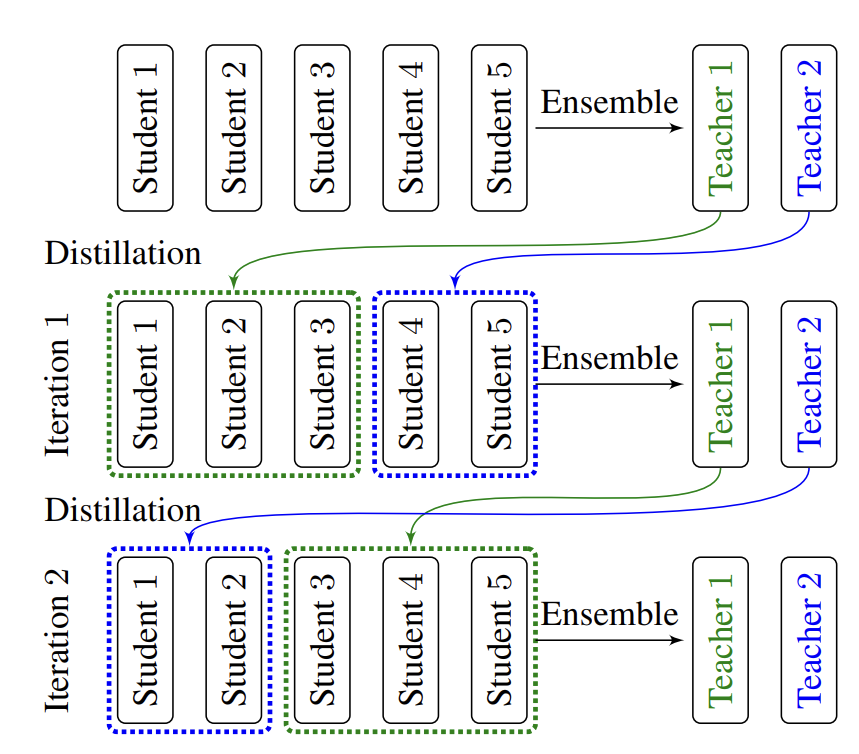 Student 1
Student 2
Student 3
Student 4
Student 5
Ensemble
Teacher 1
Teacher 2
Distillation
Iteration 1
Student 1
Student 2
Student 3
Student 4
Student 5
Ensemble
Teacher 1
Teacher 2
Distillation
Iteration 2
Student 1
Student 2
Student 3
Student 4
Student 5
Ensemble
Teacher 1
Teacher 2